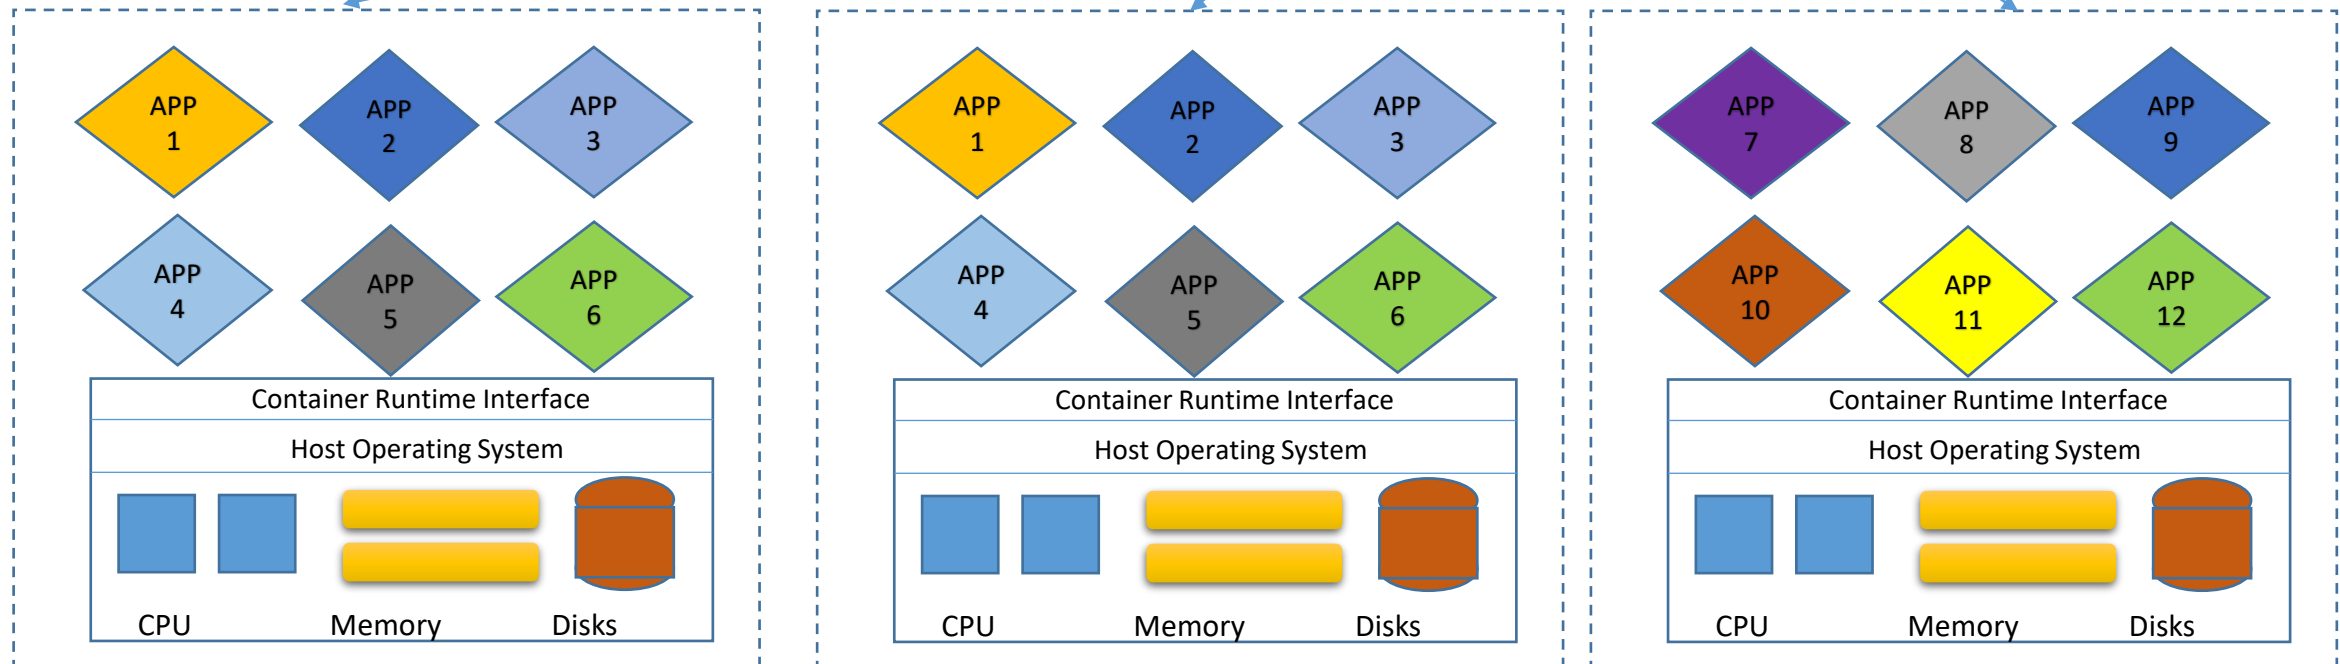 APP
1
APP
2
APP
3
APP
4
APP
5
APP
6
Container Runtime Interface
Host Operating System
CPU
Memory
Disks
APP
1
APP
2
APP
3
APP
4
APP
5
APP
6
Container Runtime Interface
Host Operating System
CPU
Memory
Disks
APP
7
APP
8
APP
9
APP
10
APP
11
APP
12
Container Runtime Interface
Host Operating System
CPU
Memory
Disks